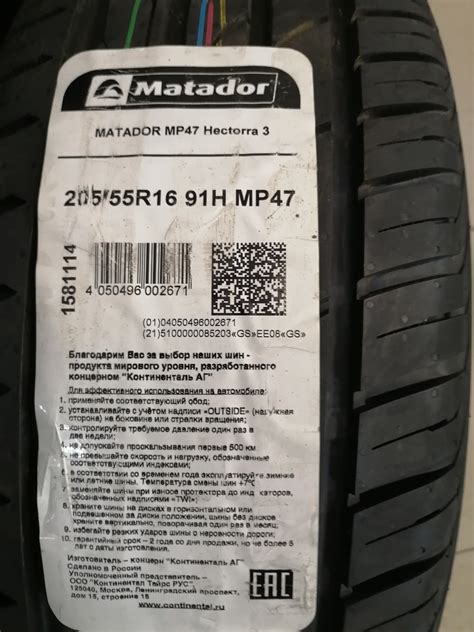 Matador
MATADOR MP47 Hectorra 3
205/55R16 91H MP47
1581114
4 050496 002671
(01)04050496002671
(21)5100000085203«GS»EE08«GS»
Благодарим Вас за выбор наших шин -
продукта мирового уровня, разработанного
концерном "Континенталь АГ"
Для эффективного использования на автомобиле:
1. применяйте соответствующий обод;
2. устанавливайте с учётом надписи «OUTSIDE» (наружная
сторона) на боковине или стрелки вращения;
3. контролируйте требуемое давление один раз в
две недели;
4. не допускайте проскальзывания первые 500 км
5. не превышайте скорость и нагрузку, обозначенные
соответствующими индексами;
6. в соответствии со временем года эксплуатируйте зимние
или летние шины. Температура смены шин +7°C
7. заменяйте шины при износе протектора до индикаторов,
обозначенных надписями «TWI»;
8. храните шины на дисках в горизонтальном или
подвешенном за диски положении, шины без дисков
храните вертикально, поворачивая один раз в месяц;
9. избегайте резких ударов шины о неровности дороги;
10. гарантийный срок – 2 года со дня продажи, но не более 5
лет с даты изготовления.
Изготовитель – концерн "Континенталь АГ"
Сделано в России
Уполномоченный представитель –
ООО "Континентал Тайрс РУС",
125040, Москва, Ленинградский проспект,
дом 15, строение 15
www.continental.ru
EAC